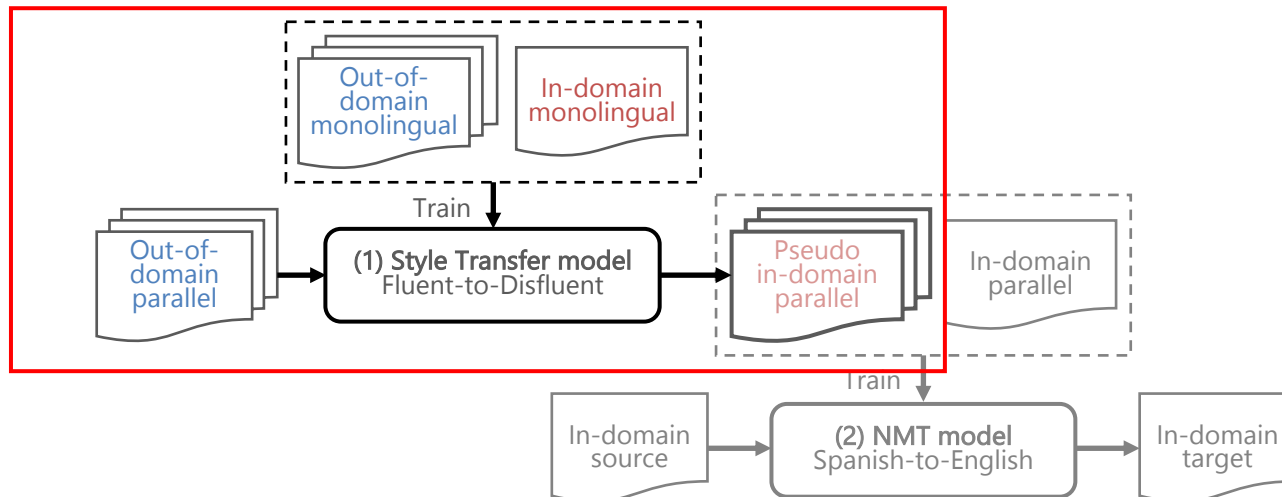 Out-of-
domain
monolingual
In-domain
monolingual
Train
Out-of-
domain
parallel
(1) Style Transfer model
Fluent-to-Disfluent
Pseudo
in-domain
parallel
In-domain
parallel
Train
In-domain
source
(2) NMT model
Spanish-to-English
In-domain
target